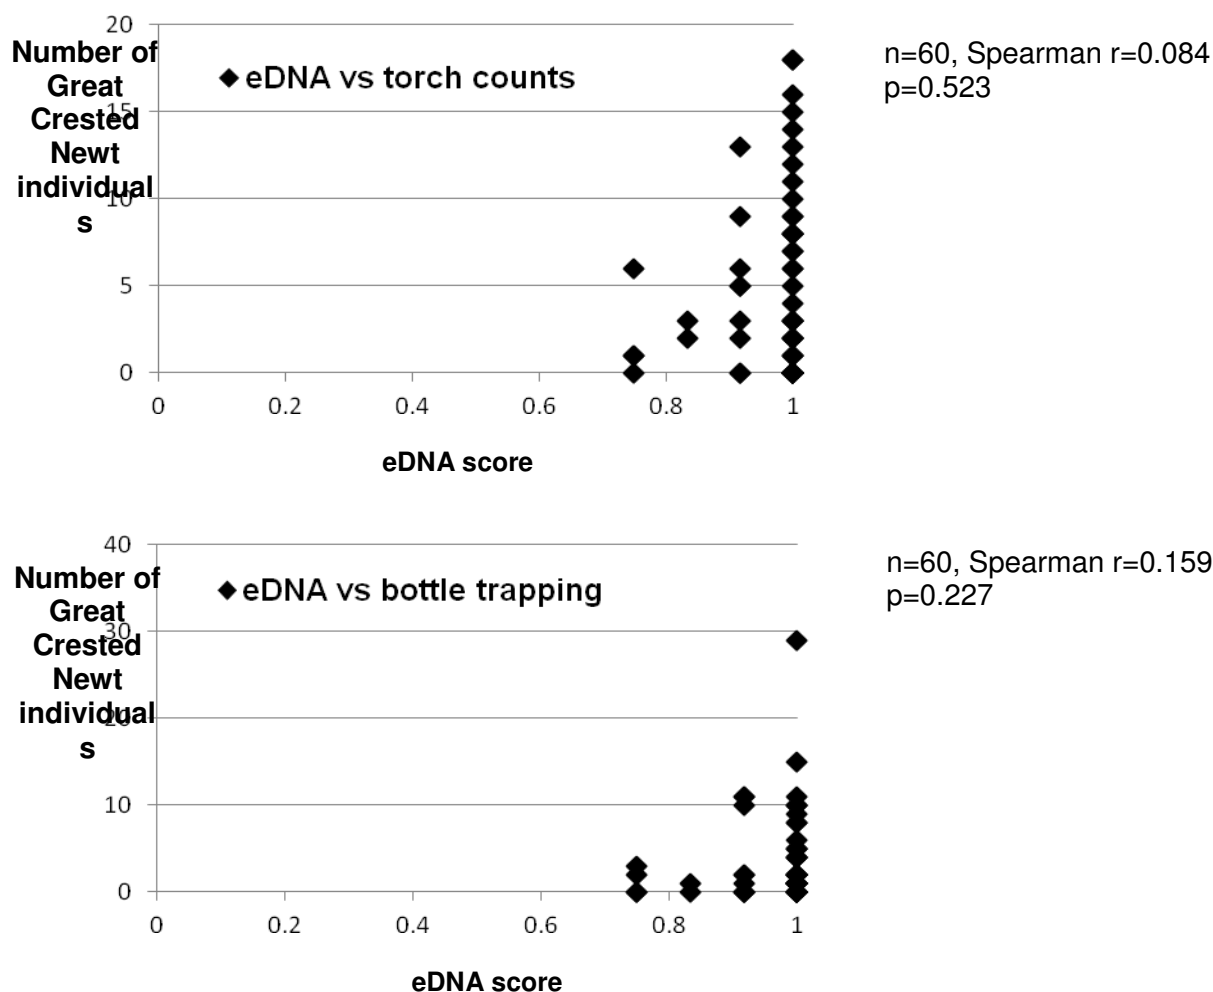 20
Number of
Great
Crested
Newt
individual
s
eDNA vs torch counts
15
10
5
0
0 0.2 0.4 0.6 0.8 1
eDNA score
n=60, Spearman r=0.084
p=0.523
40
Number of
Great
Crested
Newt
individual
s
eDNA vs bottle trapping
30
20
10
0
0 0.2 0.4 0.6 0.8 1
eDNA score
n=60, Spearman r=0.159
p=0.227